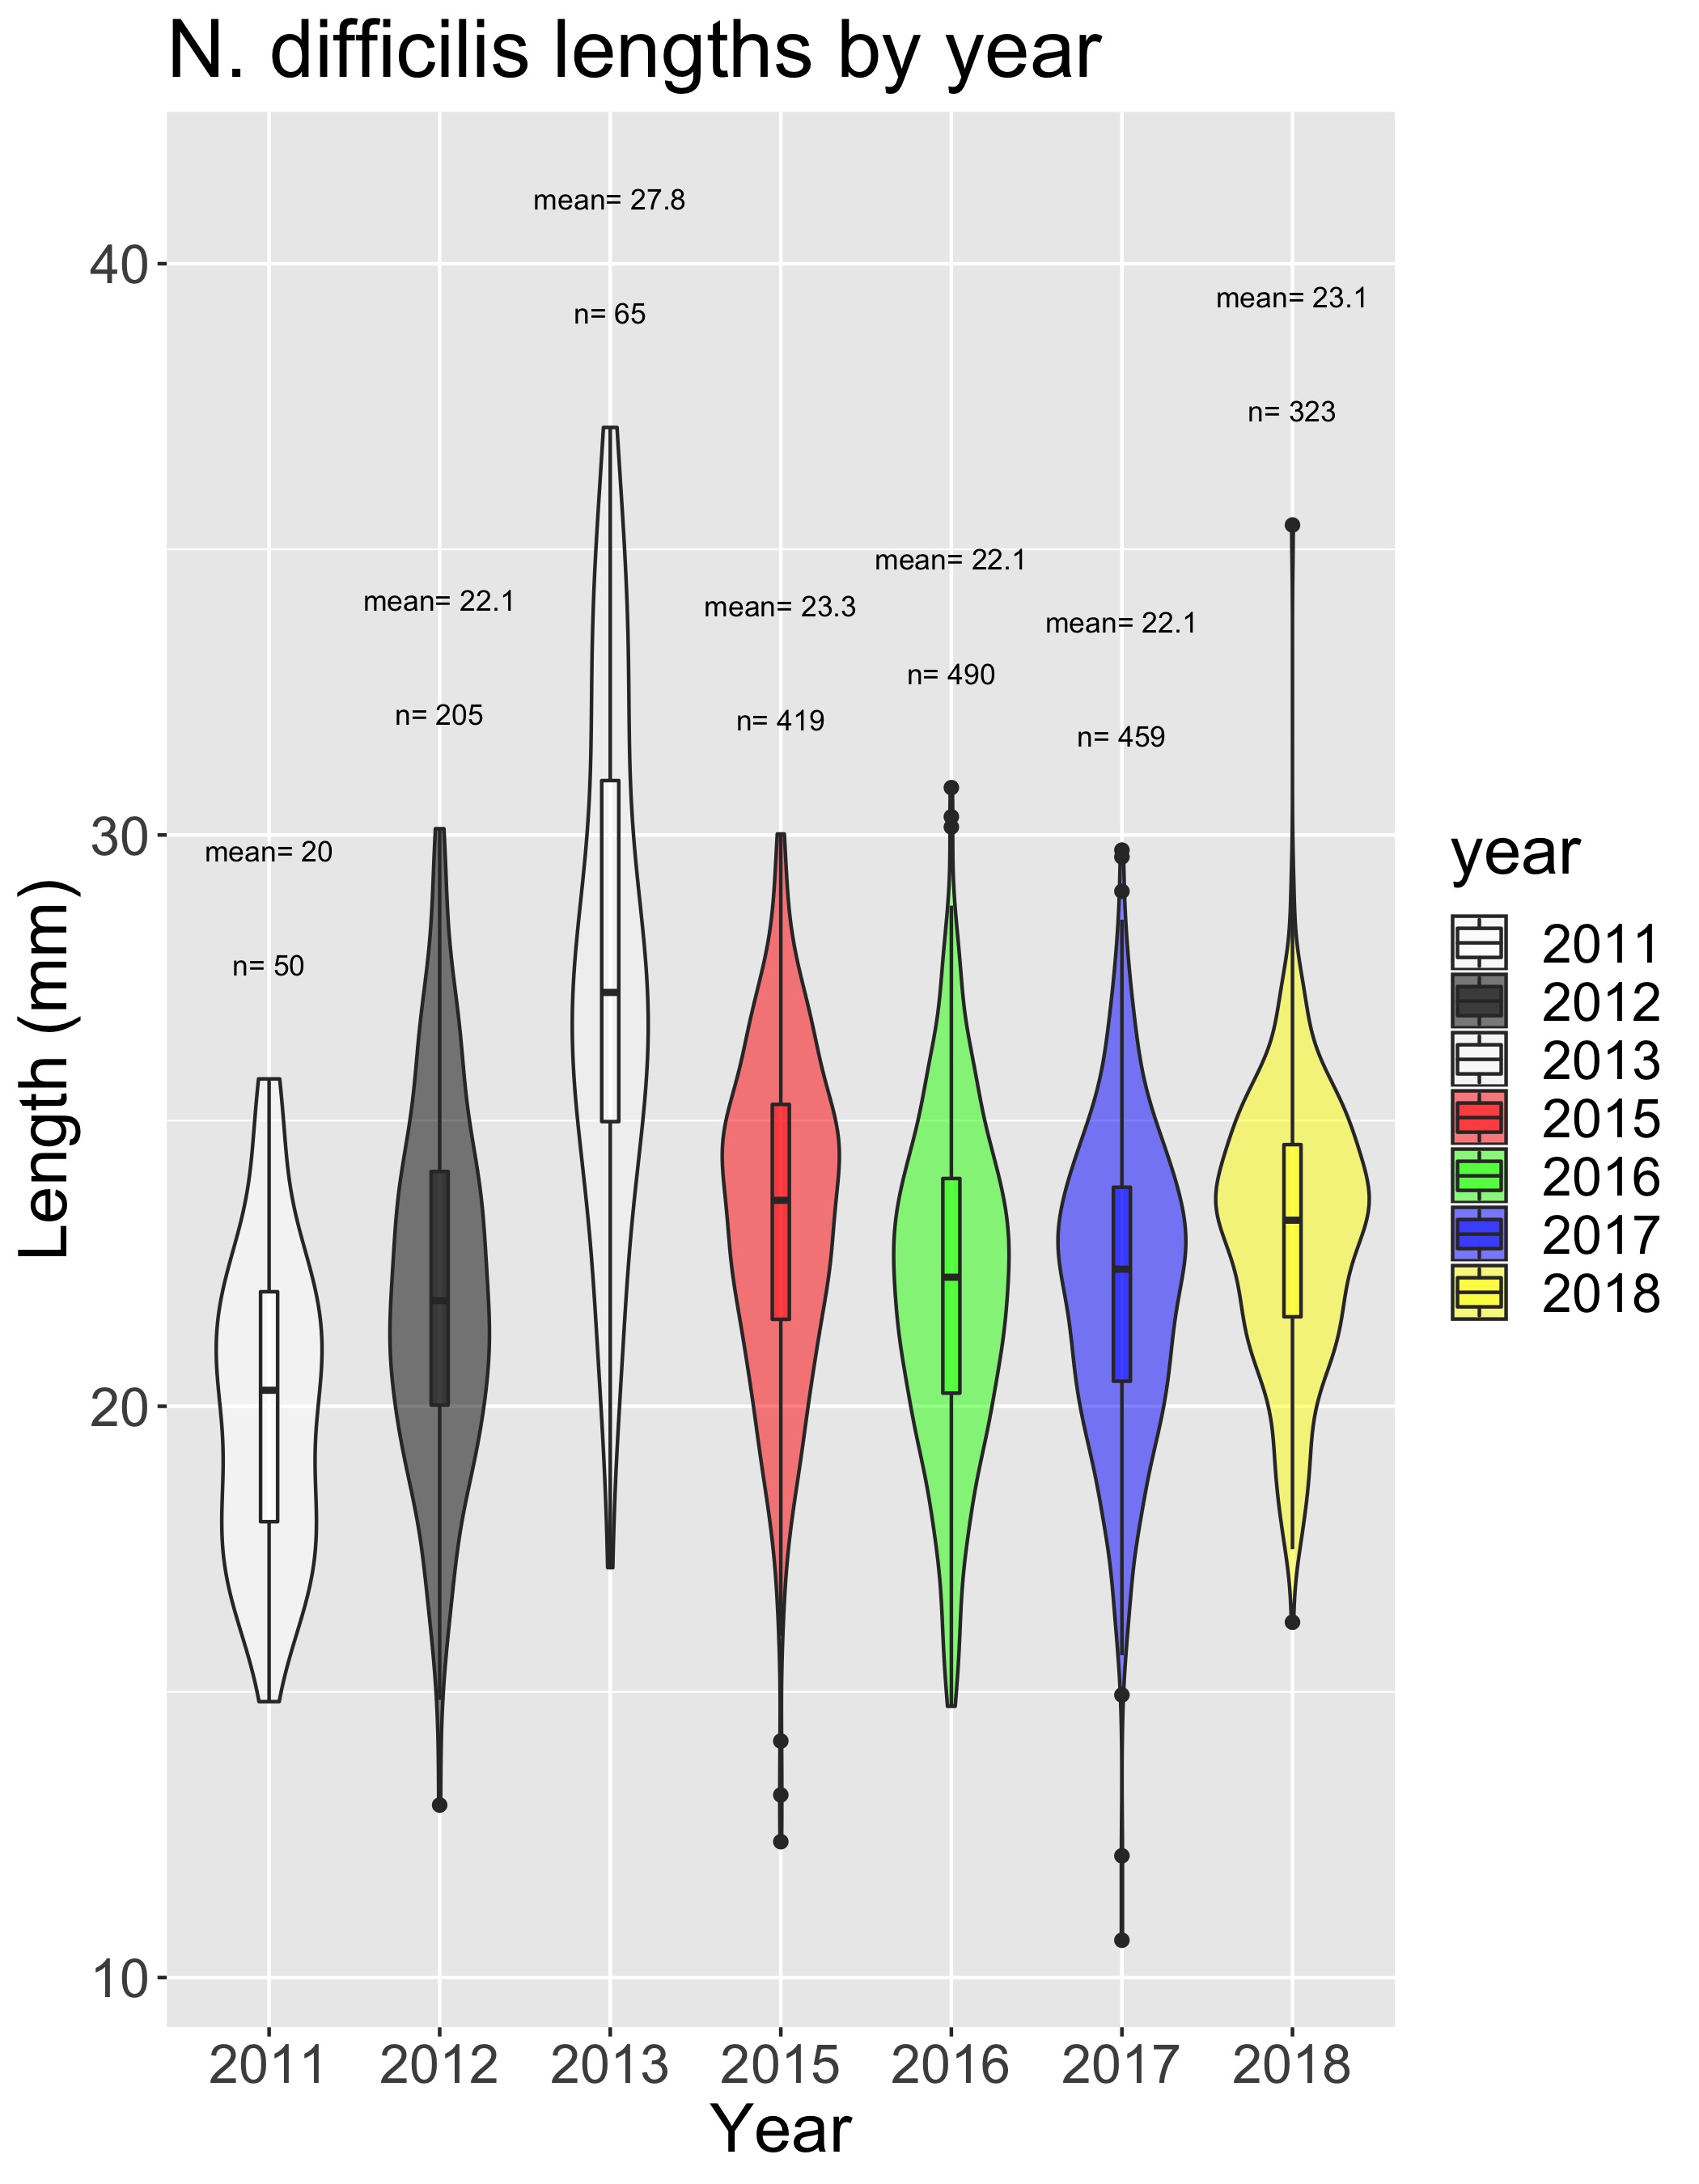 N. difficilis lengths by year
mean= 27.8
40
mean= 23.1
n= 65
n= 323
mean= 22.1
mean= 22.1
mean= 23.3
mean= 22.1
n= 490
n= 205
n= 419
n= 459
30
mean= 20
n= 50
20
10
Length (mm)
2011 2012 2013 2015 2016 2017 2018
Year
year
2011
2012
2013
2015
2016
2017
2018